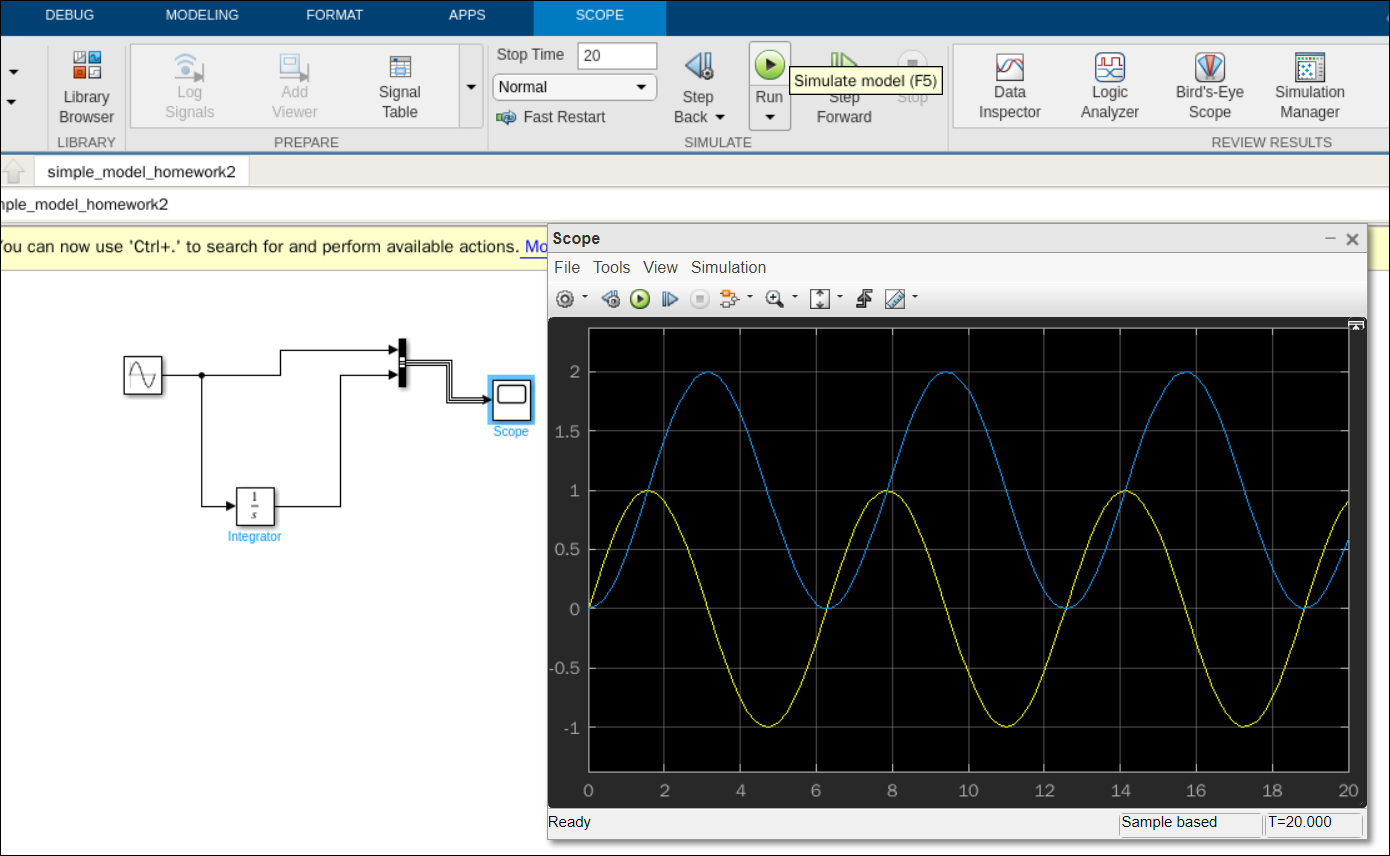 DEBUG MODELING FORMAT APPS SCOPE
Stop Time 20
Normal
Fast Restart
Library
Browser
Log
Signals
Add
Viewer
Signal
Table
Step
Back
Run
Simulate model (F5)
Step
Forward
Stop
Data
Inspector
Logic
Analyzer
Bird's-Eye
Scope
Simulation
Manager
LIBRARY PREPARE SIMULATE REVIEW RESULTS
simple_model_homework2
mple_model_homework2
You can now use 'Ctrl+.' to search for and perform available actions. Mo
Scope
File Tools View Simulation
2
1.5
1
0.5
0
-0.5
-1
0 2 4 6 8 10 12 14 16 18 20
Ready Sample based T=20.000
Scope
1
s
Integrator